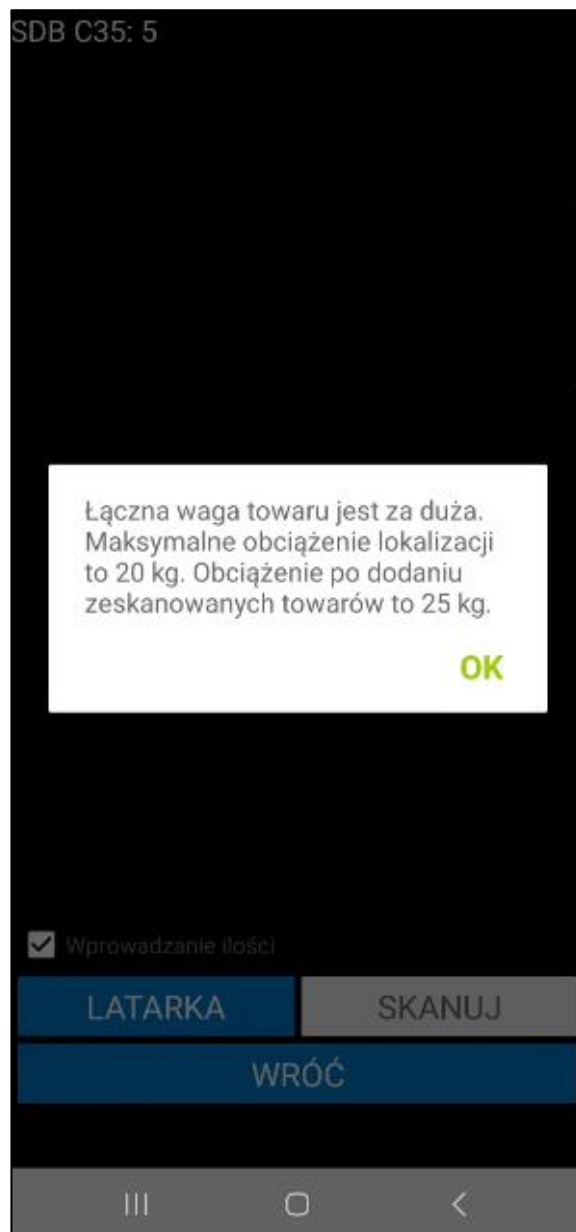 SDB C35: 5
Łączna waga towaru jest za duża.
Maksymalne obciążenie lokalizacji
to 20 kg. Obciążenie po dodaniu
zeskanowanych towarów to 25 kg.
OK
Wprowadzanie ilości
LATARKA
SKANUJ
WRÓĆ